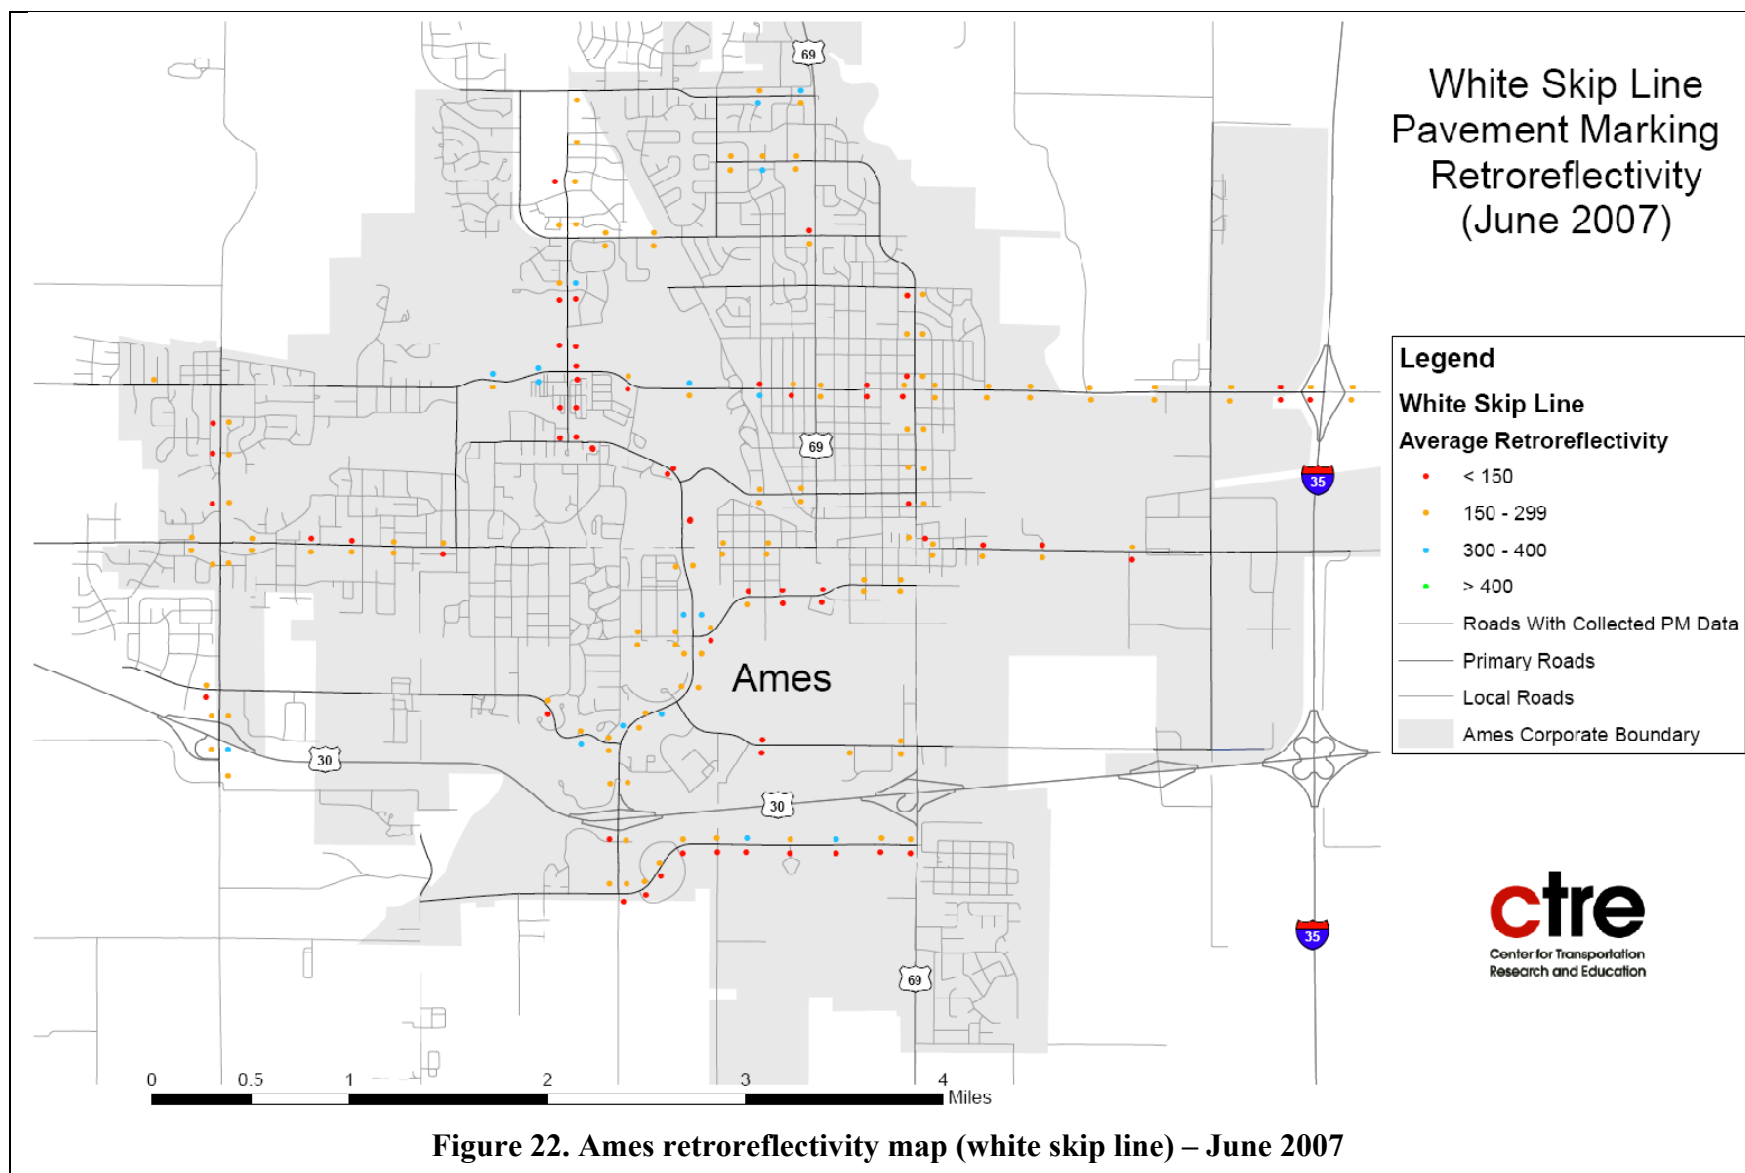 69
White Skip Line
Pavement Marking
Retroreflectivity
(June 2007)
Legend
White Skip Line
Average Retroreflectivity
< 150
150 - 299
300 - 400
> 400
Roads With Collected PM Data
Primary Roads
Local Roads
Ames Corporate Boundary
69
35
Ames
30
30
35
69
ctre
Center for Transportation
Research and Education
0 0.5 1 2 3 4
Miles
Figure 22. Ames retroreflectivity map (white skip line) – June 2007